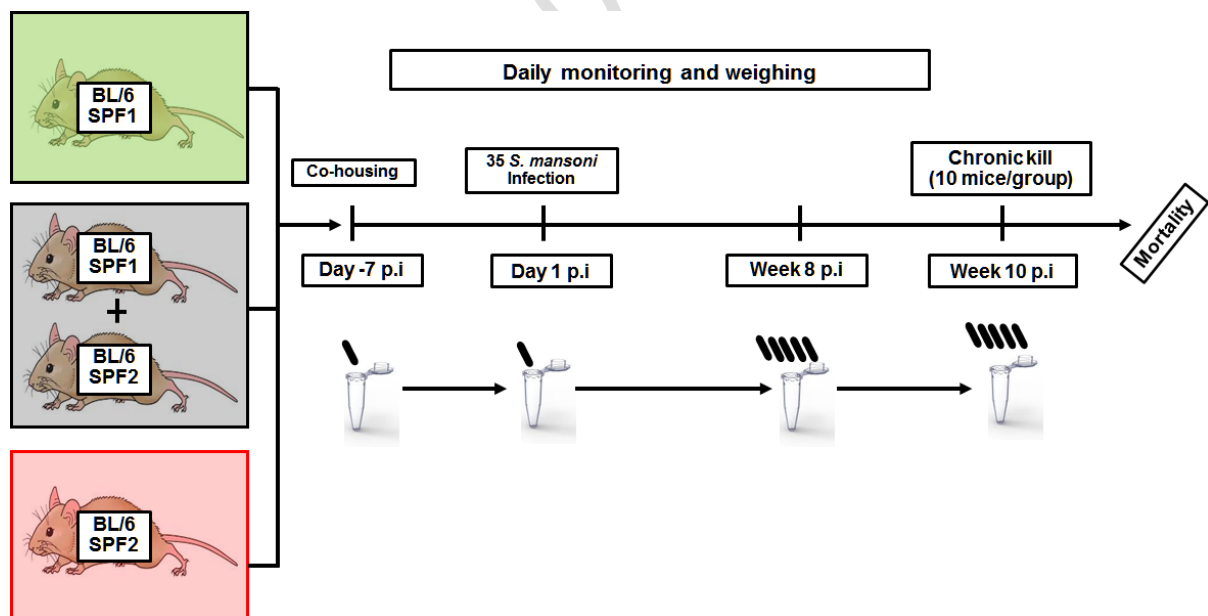 BL/6
SPF1
BL/6
SPF1
+
BL/6
SPF2
BL/6
SPF2
Daily monitoring and weighing
Co-housing
35 S. mansoni
Infection
Chronic kill
(10 mice/group)
Day -7 p.i
Day 1 p.i
Week 8 p.i
Week 10 p.i
Mortality